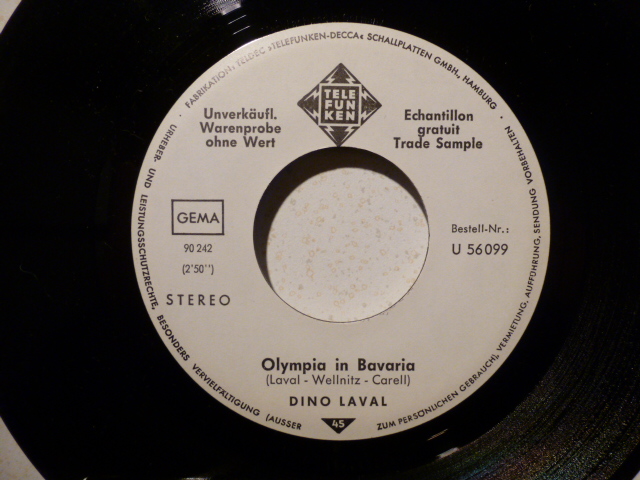 · FABRIKATION: TELDEC »TELEFUNKEN-DECCA« SCHALLPLATTEN GMBH., HAMBURG ·
URHEBER- UND LEISTUNGSSCHUTZRECHTE, BESONDERS VERVIELFÄLTIGUNG (AUSSER ZUM PERSÖNLICHEN GEBRAUCH), VERMIETUNG, AUFFÜHRUNG, SENDUNG VORBEHALTEN ·
TELE
FUN
KEN
Unverkäufl.
Warenprobe
ohne Wert
Echantillon
gratuit
Trade Sample
GEMA
90 242
(2'50'')
STEREO
Bestell-Nr.:
U 56099
Olympia in Bavaria
(Laval - Wellnitz - Carell)
DINO LAVAL
45